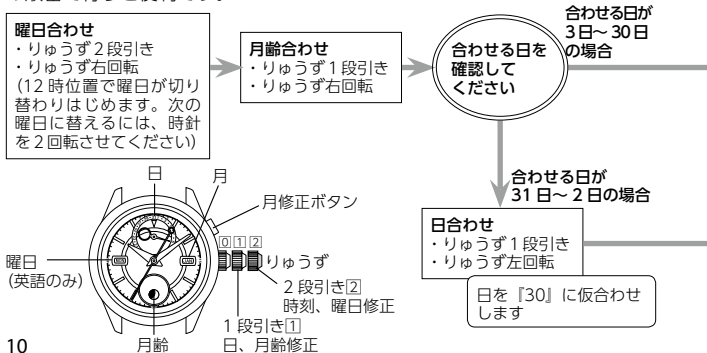 曜日合わせ
・りゅうず2段引き
・りゅうず右回転
(12時位置で曜日が切り
替わりはじめます。次の
曜日に替えるには、時針
を2回転させてください)
月齢合わせ
・りゅうず1段引き
・りゅうず右回転
合わせる日を
確認して
ください
合わせる日が
3日～30日
の場合
合わせる日が
31日～2日の場合
日合わせ
・りゅうず1段引き
・りゅうず左回転
日を『30』に仮合わせ
します
日
月
月修正ボタン
0 1 2
りゅうず
曜日
(英語のみ)
2段引き2
時刻、曜日修正
1段引き1
日、月齢修正
月齢
10